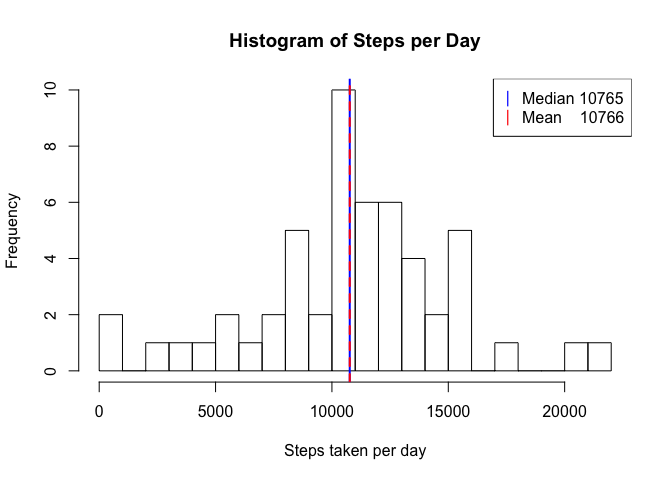 Histogram of Steps per Day
Median 10765
Mean 10766
Frequency
10
8
6
4
2
0
0 5000 10000 15000 20000
Steps taken per day